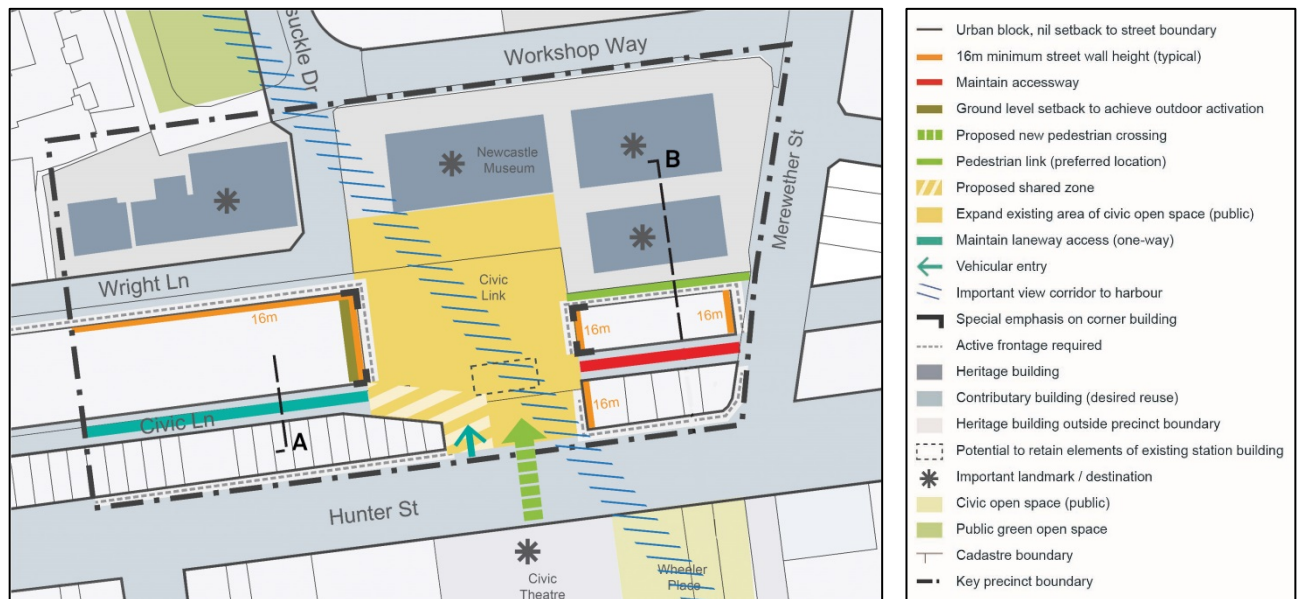 Suckle Dr
Workshop Way
Merewether St
Newcastle
Museum
B
Wright Ln
Civic
Link
16m
16m
16m
16m
Civic Ln
A
Hunter St
Civic
Theatre
Wheeler
Place
Urban block, nil setback to street boundary
16m minimum street wall height (typical)
Maintain accessway
Ground level setback to achieve outdoor activation
Proposed new pedestrian crossing
Pedestrian link (preferred location)
Proposed shared zone
Expand existing area of civic open space (public)
Maintain laneway access (one-way)
Vehicular entry
Important view corridor to harbour
Special emphasis on corner building
Active frontage required
Heritage building
Contributary building (desired reuse)
Heritage building outside precinct boundary
Potential to retain elements of existing station building
Important landmark / destination
Civic open space (public)
Public green open space
Cadastre boundary
Key precinct boundary